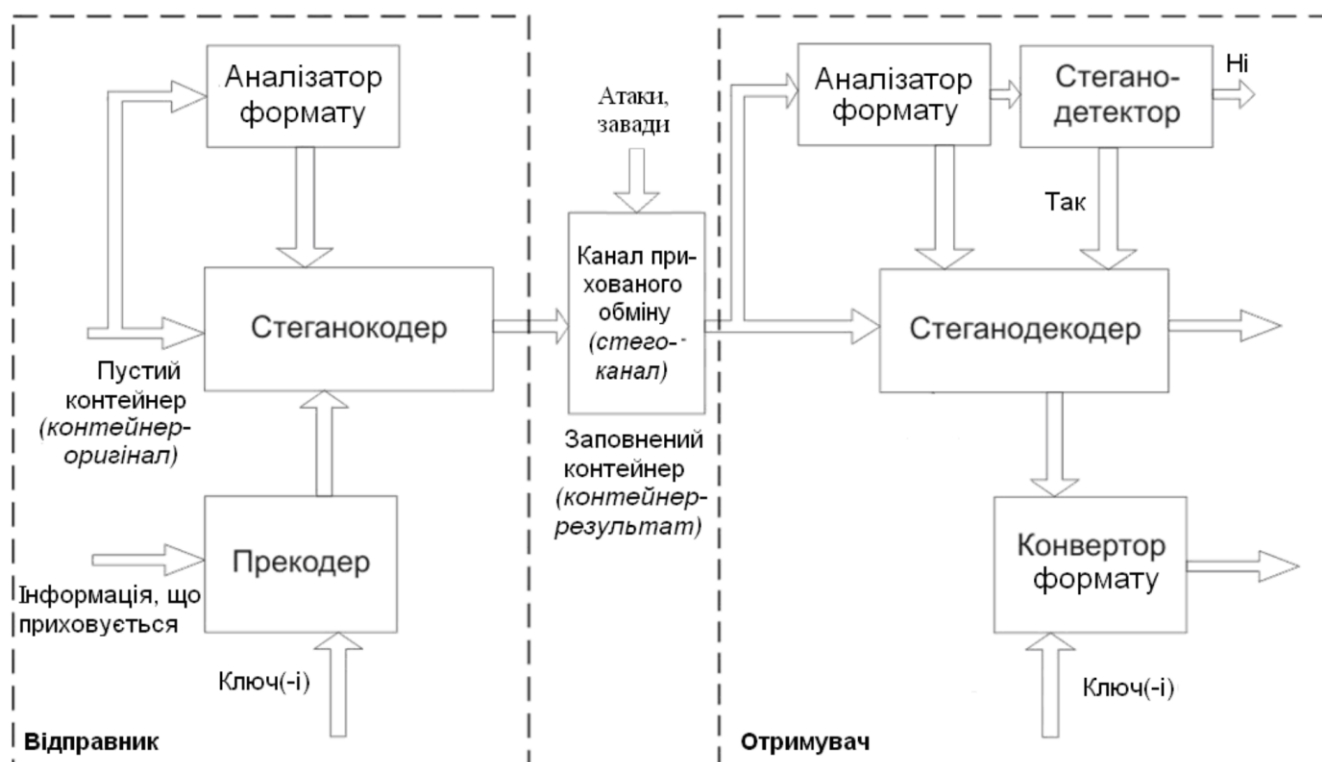 Аналізатор
формату
Стеганокодер
Пустий
контейнер
(контейнер-
оригінал)
Прекодер
Інформація, що
приховується
Ключ(-і)
Відправник
Атаки,
завади
Канал при-
хованого
обміну
(стего-
канал)
Заповнений
контейнер
(контейнер-
результат)
Аналізатор
формату
Стегано-
детектор
Ні
Так
Стеганодекодер
Конвертор
формату
Ключ(-і)
Отримувач